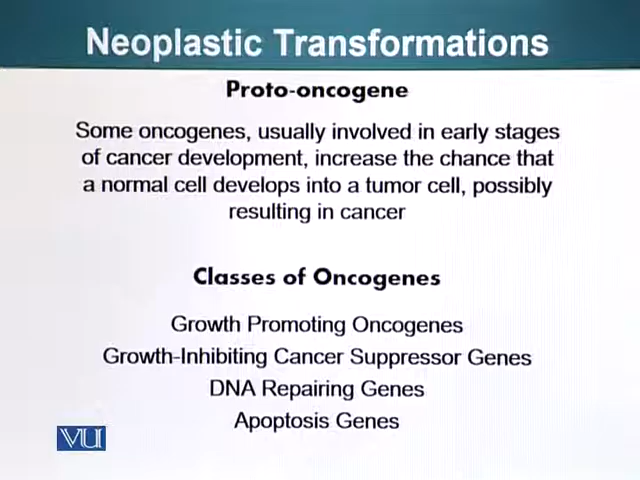 Neoplastic Transformations
Proto-oncogene
Some oncogenes, usually involved in early stages
of cancer development, increase the chance that
a normal cell develops into a tumor cell, possibly
resulting in cancer
Classes of Oncogenes
Growth Promoting Oncogenes
Growth-Inhibiting Cancer Suppressor Genes
DNA Repairing Genes
Apoptosis Genes
VU